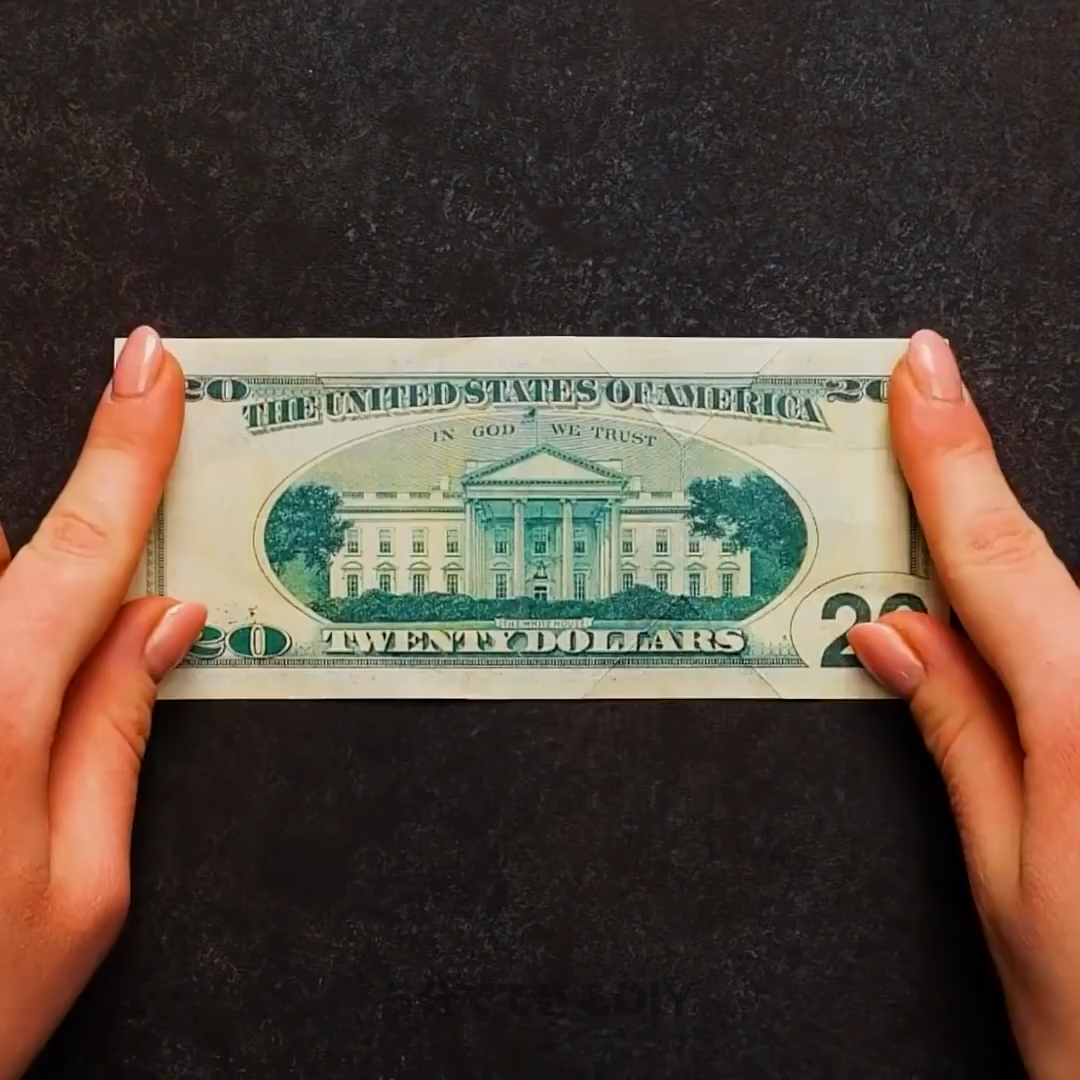 20 THE UNITED STATES OF AMERICA 20
IN GOD WE TRUST
THE WHITE HOUSE
20 TWENTY DOLLARS 20